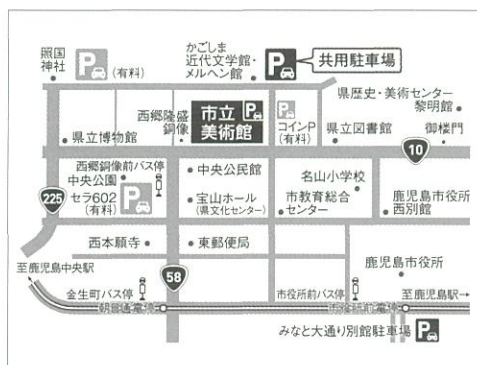 照国
神社
P
(有料)
かごしま
近代文学館・
メルヘン館
P
共用駐車場
西郷隆盛
銅像
市立
美術館
P
P
コインP
(有料)
県歴史・美術センター
黎明館
県立博物館
県立図書館
御楼門
10
西郷銅像前バス停
中央公園
セラ602
(有料)
P
中央公民館
宝山ホール
(県文化センター)
名山小学校
市教育総合
センター
鹿児島市役所
西別館
225
西本願寺
東郵便局
58
鹿児島市役所
至鹿児島中央駅
金生町バス停
市役所前バス停
至鹿児島駅→
朝日通電停
市役所前電停
みなと大通り別館駐車場
P